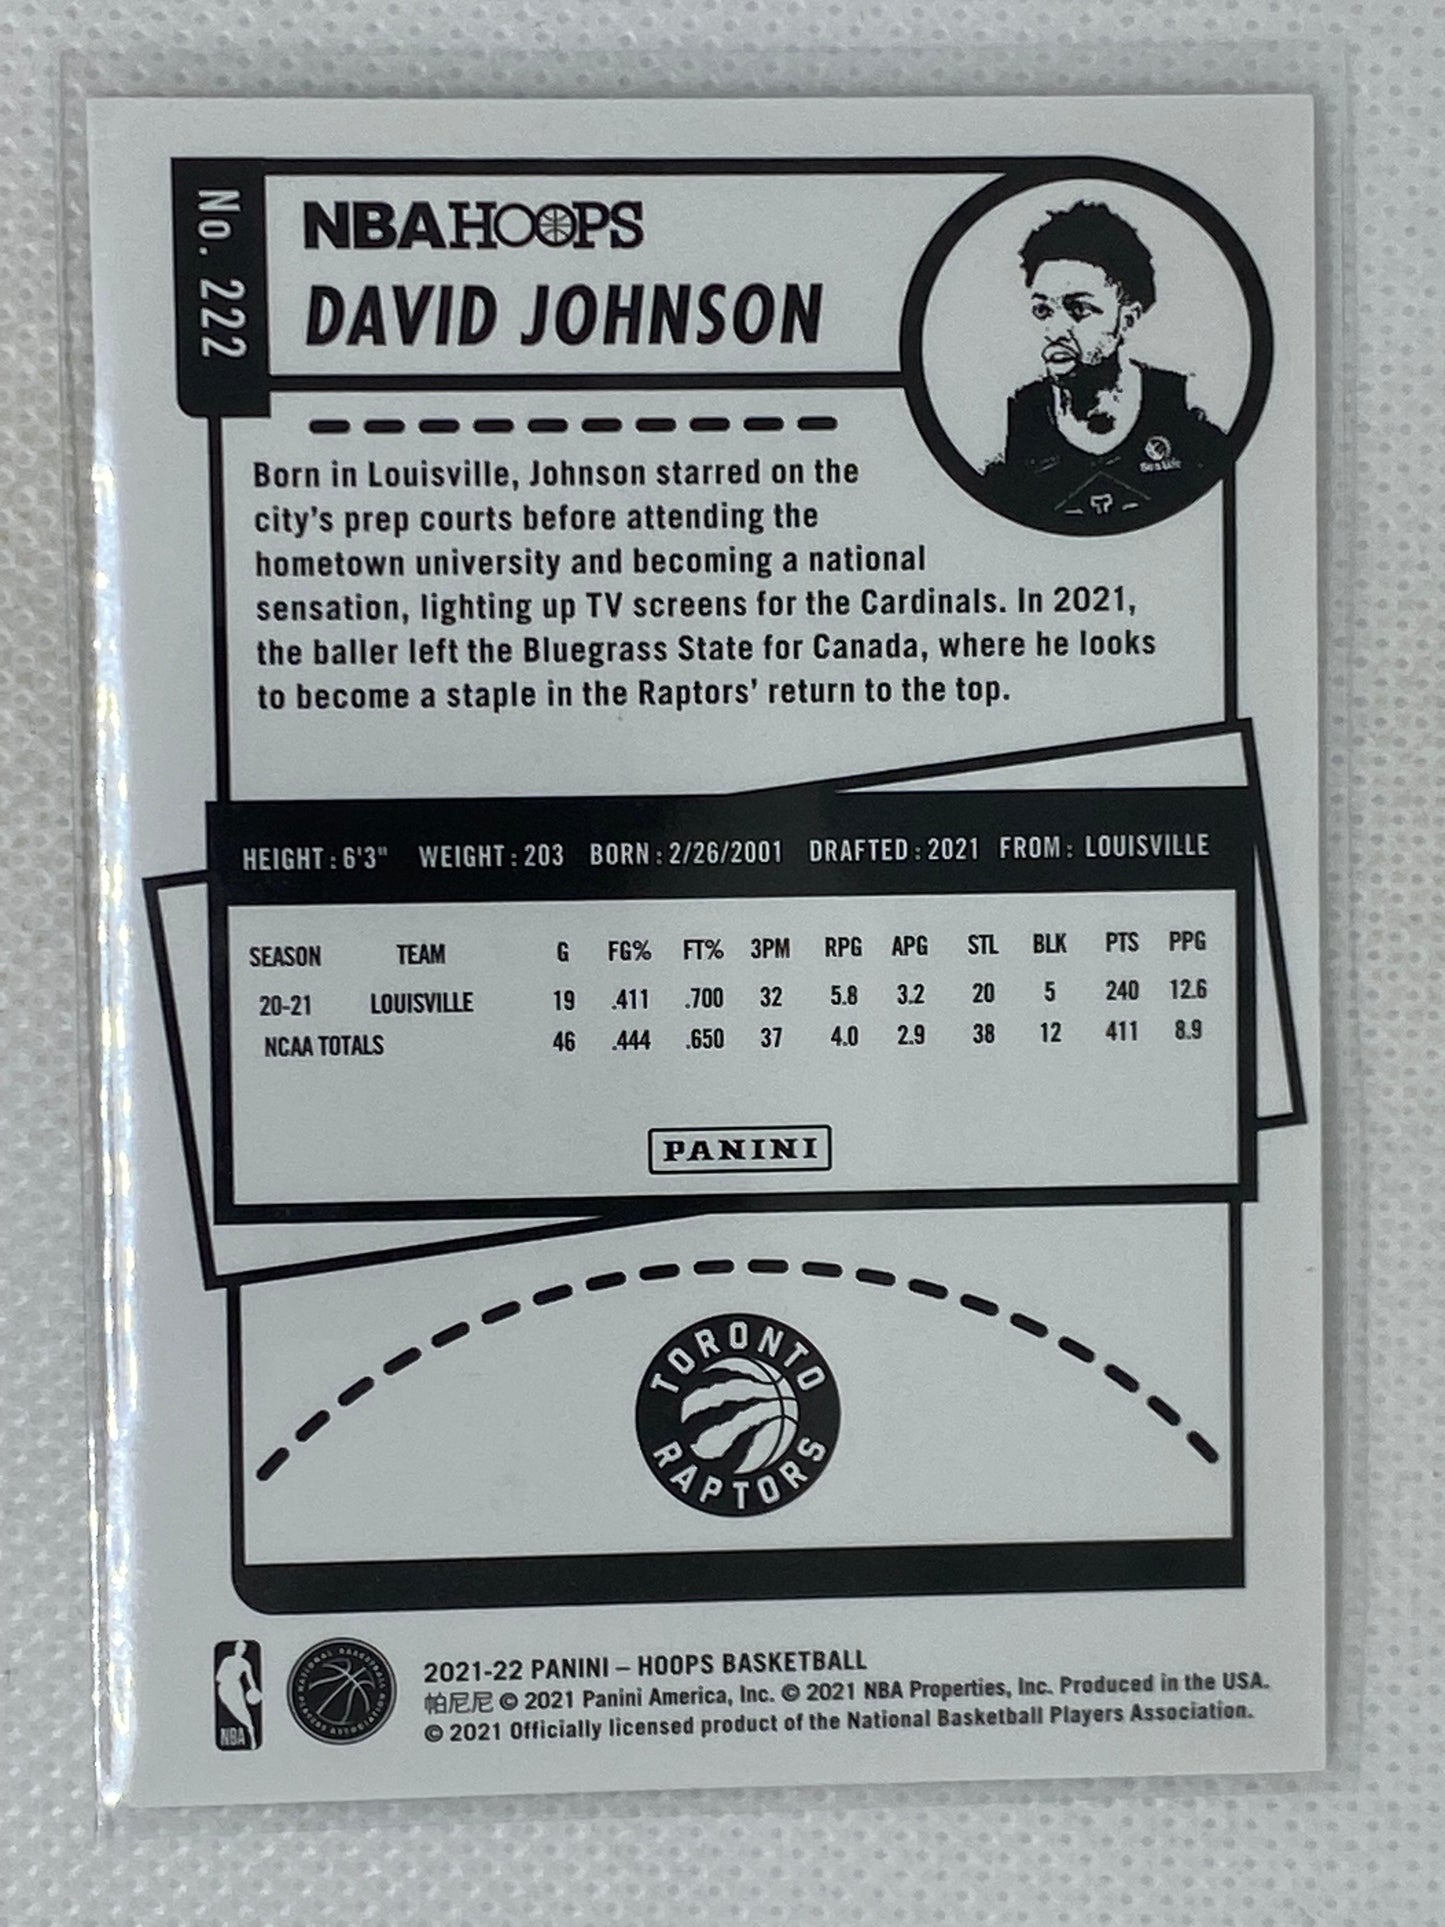 No. 222
NBA HOOPS
DAVID JOHNSON
Born in Louisville, Johnson starred on the
city's prep courts before attending the
hometown university and becoming a national
sensation, lighting up TV screens for the Cardinals. In 2021,
the baller left the Bluegrass State for Canada, where he looks
to become a staple in the Raptors' return to the top.
HEIGHT: 6'3" WEIGHT: 203 BORN: 2/26/2001 DRAFTED: 2021 FROM: LOUISVILLE
SEASON TEAM G FG% FT% 3PM RPG APG STL BLK PTS PPG
20-21 LOUISVILLE 19 .411 .700 32 5.8 3.2 20 5 240 12.6
NCAA TOTALS 46 .444 .650 37 4.0 2.9 38 12 411 8.9
PANINI
TORONTO
RAPTORS
NBA
NATIONAL BASKETBALL PLAYERS ASSOCIATION
2021-22 PANINI – HOOPS BASKETBALL
帕尼尼 © 2021 Panini America, Inc. © 2021 NBA Properties, Inc. Produced in the USA.
© 2021 Officially licensed product of the National Basketball Players Association.